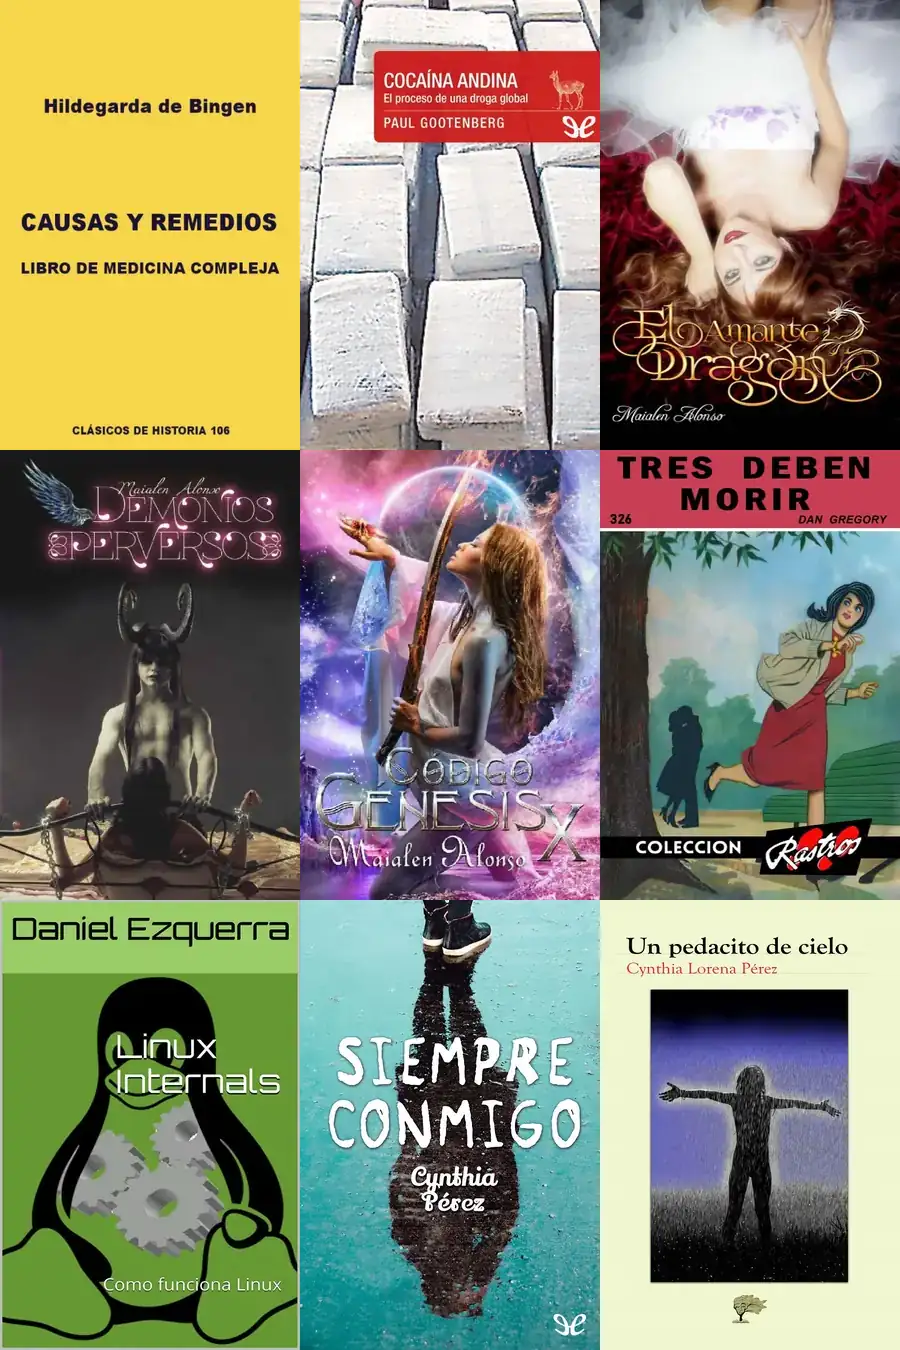 Hildegarda de Bingen
CAUSAS Y REMEDIOS
LIBRO DE MEDICINA COMPLEJA
CLÁSICOS DE HISTORIA 106
COCAÍNA ANDINA
El proceso de una droga global
PAUL GOOTENBERG
El Amante
Dragón
Maialen Alonso
Maialen Alonso
DEMONIOS
PERVERSOS
CÓDIGO
GÉNESIS X
Maialen Alonso
TRES DEBEN
MORIR
326
DAN GREGORY
COLECCION Rastros
Daniel Ezquerra
Linux
Internals
Como funciona Linux
SIEMPRE
CONMIGO
Cynthia
Pérez
Un pedacito de cielo
Cynthia Lorena Pérez